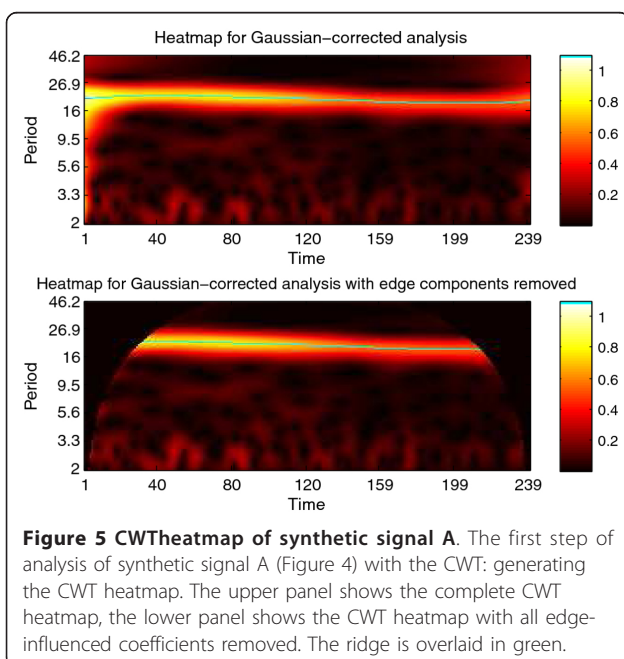 Heatmap for Gaussian−corrected analysis
46.2
26.9
16
9.5
5.6
3.3
2
Period
1 40 80 120 159 199 239
Time
1
0.8
0.6
0.4
0.2
Heatmap for Gaussian−corrected analysis with edge components removed
46.2
26.9
16
9.5
5.6
3.3
2
Period
1 40 80 120 159 199 239
Time
1
0.8
0.6
0.4
0.2
Figure 5 CWTheatmap of synthetic signal A. The first step of
analysis of synthetic signal A (Figure 4) with the CWT: generating
the CWT heatmap. The upper panel shows the complete CWT
heatmap, the lower panel shows the CWT heatmap with all edge-
influenced coefficients removed. The ridge is overlaid in green.